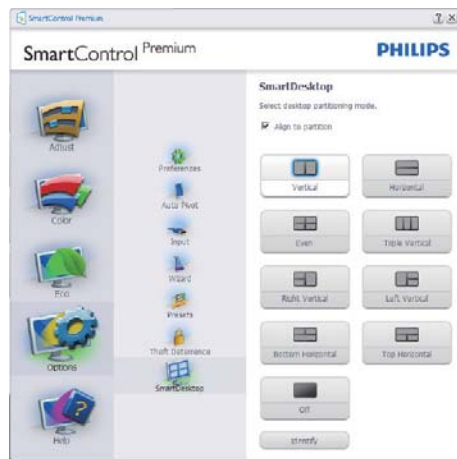 SmartControl Premium
SmartControl Premium
PHILIPS
Adjust
Color
Eco
Options
Help
Preferences
Auto Pivot
Input
Wizard
Presets
Theft Deterrence
SmartDesktop
SmartDesktop
Select desktop partitioning mode.
Align to partition
Vertical
Horizontal
Even
Triple Vertical
Right Vertical
Left Vertical
Bottom Horizontal
Top Horizontal
Off
Identify